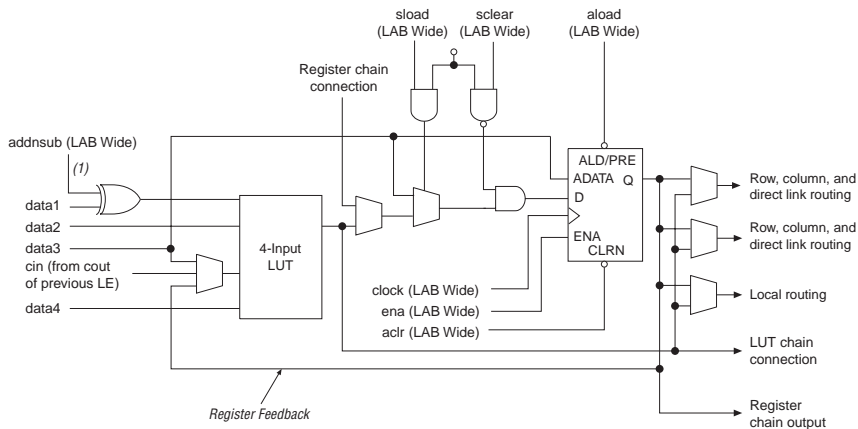 sload
(LAB Wide)
sclear
(LAB Wide)
aload
(LAB Wide)
Register chain
connection
addnsub (LAB Wide)
(1)
data1
data2
data3
cin (from cout
of previous LE)
data4
4-Input
LUT
ALD/PRE
ADATA
Q
D
ENA
CLRN
clock (LAB Wide)
ena (LAB Wide)
aclr (LAB Wide)
Row, column, and
direct link routing
Row, column, and
direct link routing
Local routing
LUT chain
connection
Register
chain output
Register Feedback